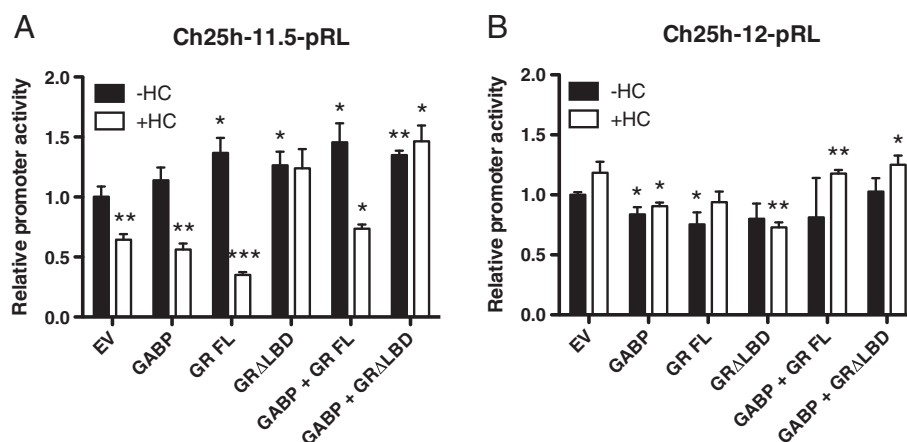 A
Ch25h-11.5-pRL
Relative promoter activity
2.0
1.5
1.0
0.5
0.0
-HC
+HC
**
**
*
***
*
*
*
**
*
EV
GABP
GR FL
GRΔLBD
GABP + GR FL
GABP + GRΔLBD
B
Ch25h-12-pRL
Relative promoter activity
2.0
1.5
1.0
0.5
0.0
-HC
+HC
*
*
*
**
**
*
EV
GABP
GR FL
GRΔLBD
GABP + GR FL
GABP + GRΔLBD